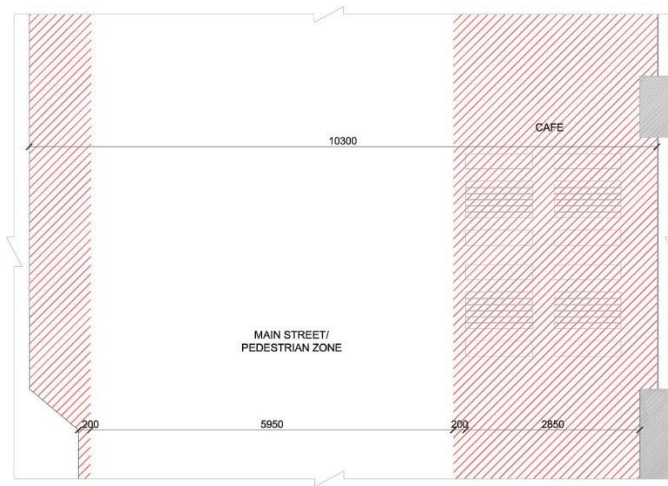 CAFE
10300
MAIN STREET/
PEDESTRIAN ZONE
200 5950 200 2850